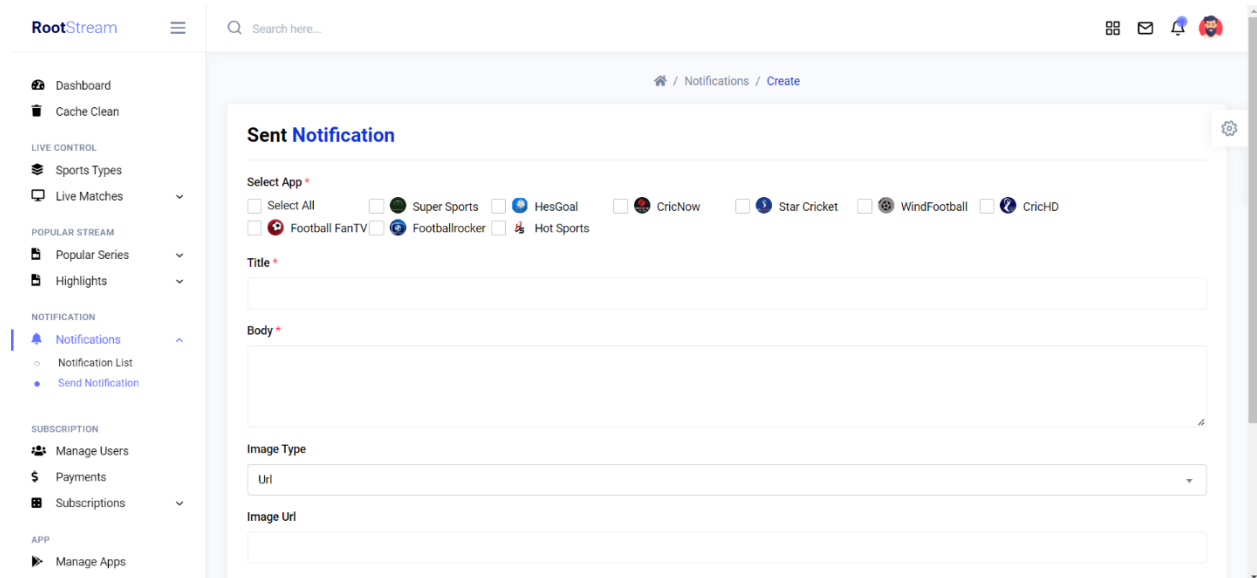 RootStream
Search here...
Dashboard
Cache Clean
LIVE CONTROL
Sports Types
Live Matches
POPULAR STREAM
Popular Series
Highlights
NOTIFICATION
Notifications
Notification List
Send Notification
SUBSCRIPTION
Manage Users
$ Payments
Subscriptions
APP
Manage Apps
/ Notifications / Create
Sent Notification
Select App *
Select All Super Sports HesGoal CricNow Star Cricket WindFootball CricHD
Football FanTV Footballrocker Hot Sports
Title *
Body *
Image Type
Url
Image Url